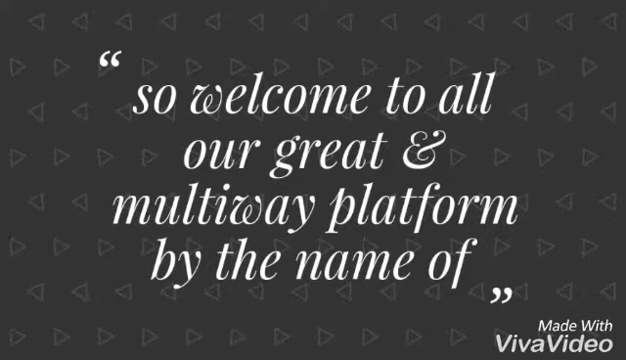 “ so welcome to all
our great &
multiway platform
by the name of ”
Made With
VivaVideo